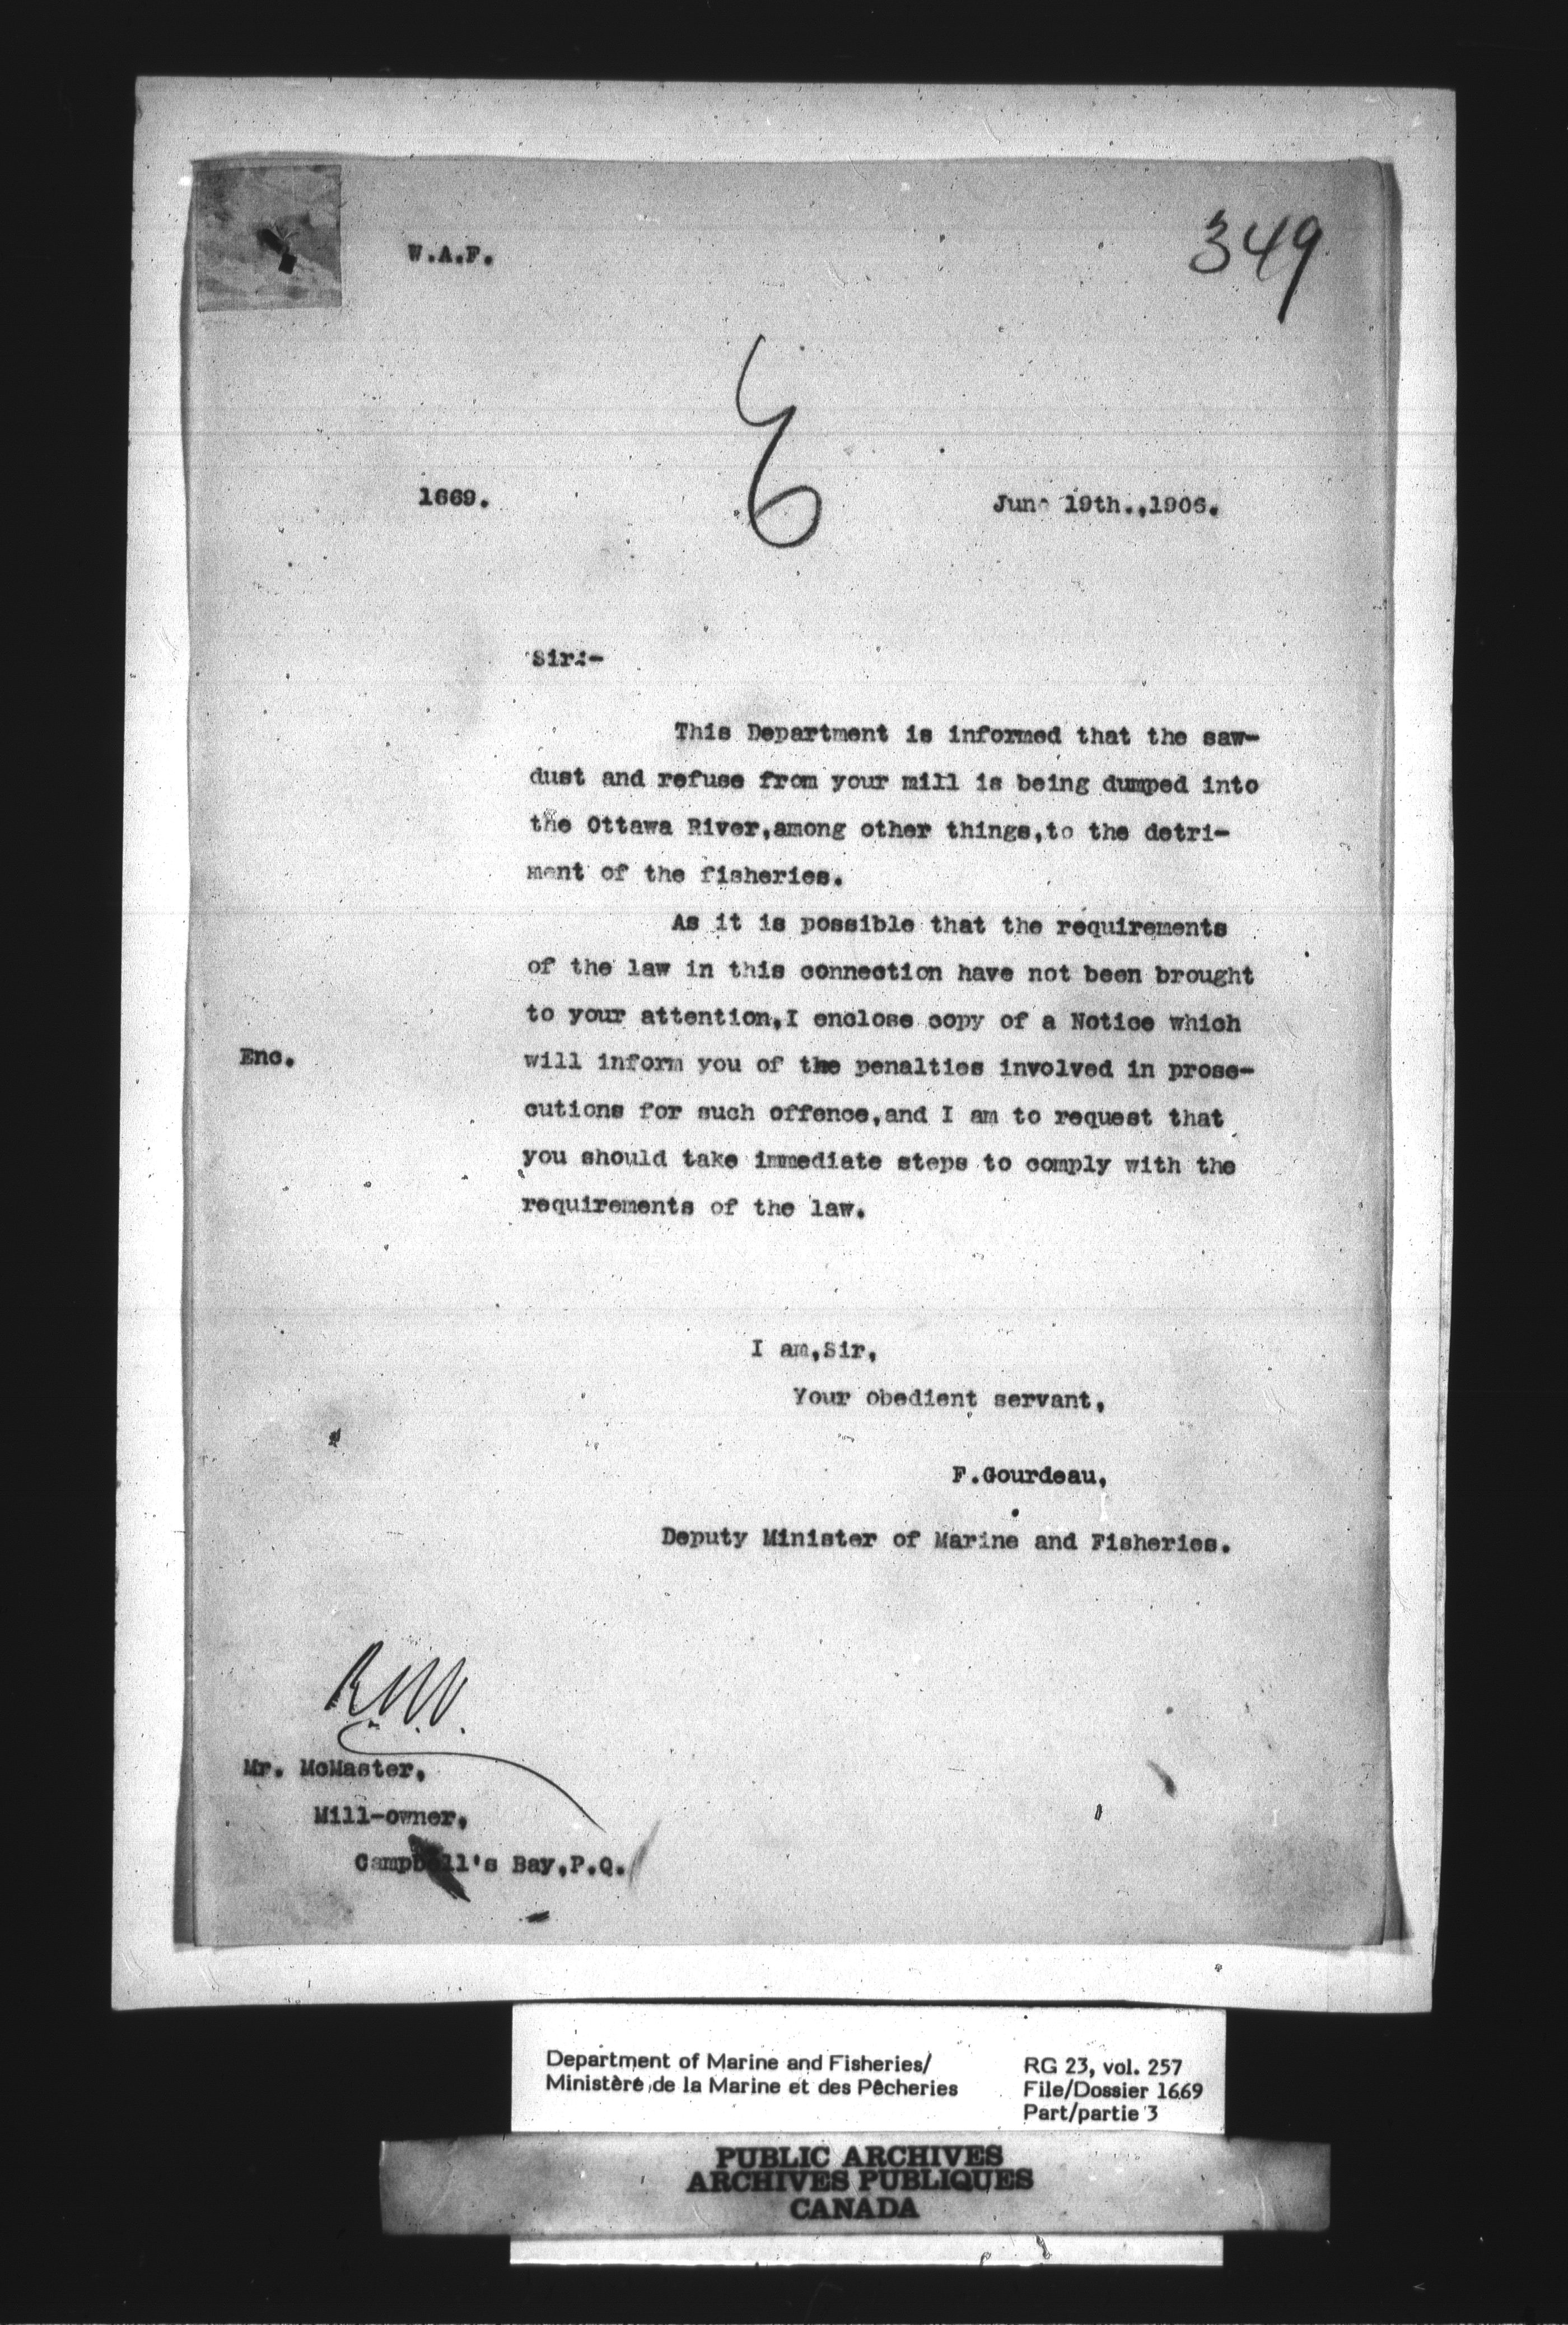 W.A.F.
349
1669.
June 19th.,1906.
Sir:-
This Department is informed that the saw-
dust and refuse from your mill is being dumped into
the Ottawa River,among other things,to the detri-
ment of the fisheries.
As it is possible that the requirements
of the law in this connection have not been brought
to your attention,I enclose copy of a Notice which
Enc.
will inform you of the penalties involved in prose-
cutions for such offence,and I am to request that
you should take immediate steps to comply with the
requirements of the law.
I am,Sir,
Your obedient servant,
F.Gourdeau,
Deputy Minister of Marine and Fisheries.
Mr. McMaster,
Mill-owner,
Campbell's Bay,P.Q.
Department of Marine and Fisheries/
Ministère de la Marine et des Pêcheries
RG 23, vol. 257
File/Dossier 1669
Part/partie 3
PUBLIC ARCHIVES
ARCHIVES PUBLIQUES
CANADA